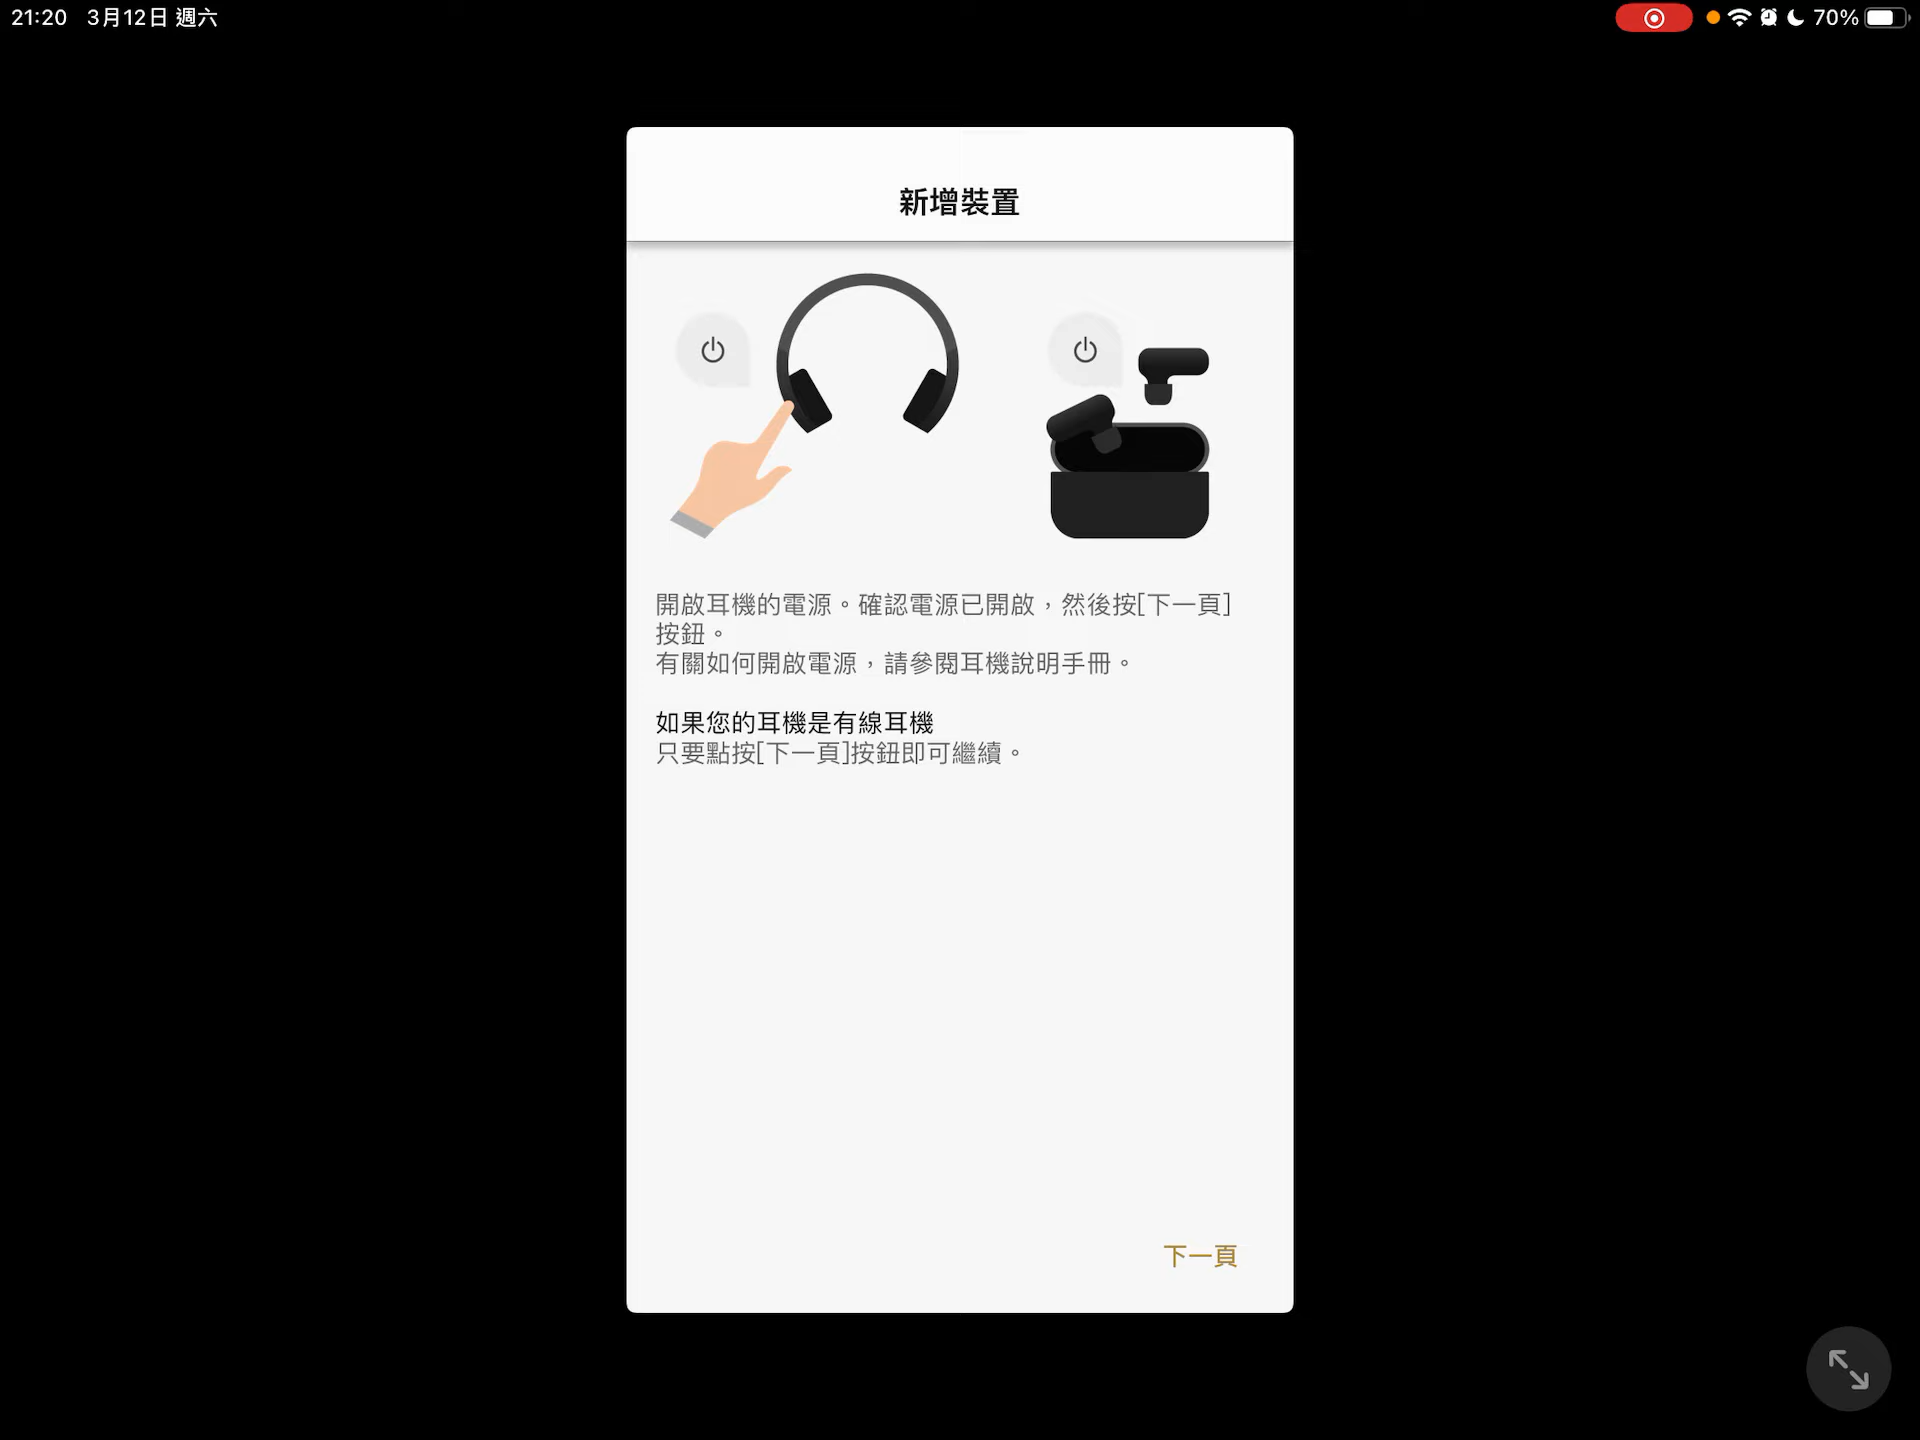 21:20 3月12日 週六
70%
新增裝置
開啟耳機的電源。確認電源已開啟，然後按[下一頁]
按鈕。
有關如何開啟電源，請參閱耳機說明手冊。
如果您的耳機是有線耳機
只要點按[下一頁]按鈕即可繼續。
下一頁